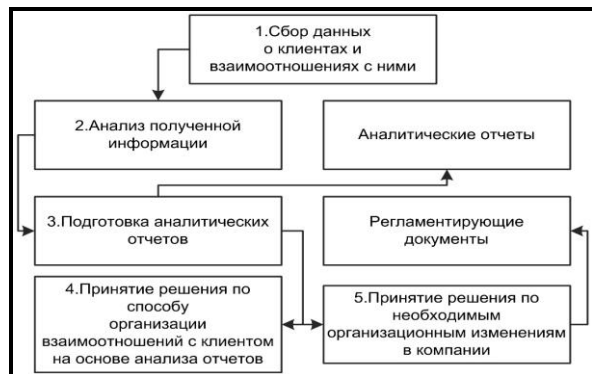 1.Сбор данных
о клиентах и
взаимоотношениях с ними
2.Анализ полученной
информации
Аналитические отчеты
3.Подготовка аналитических
отчетов
Регламентирующие
документы
4.Принятие решения по
способу
организации
взаимоотношений с клиентом
на основе анализа отчетов
5.Принятие решения по
необходимым
организационным изменениям
в компании